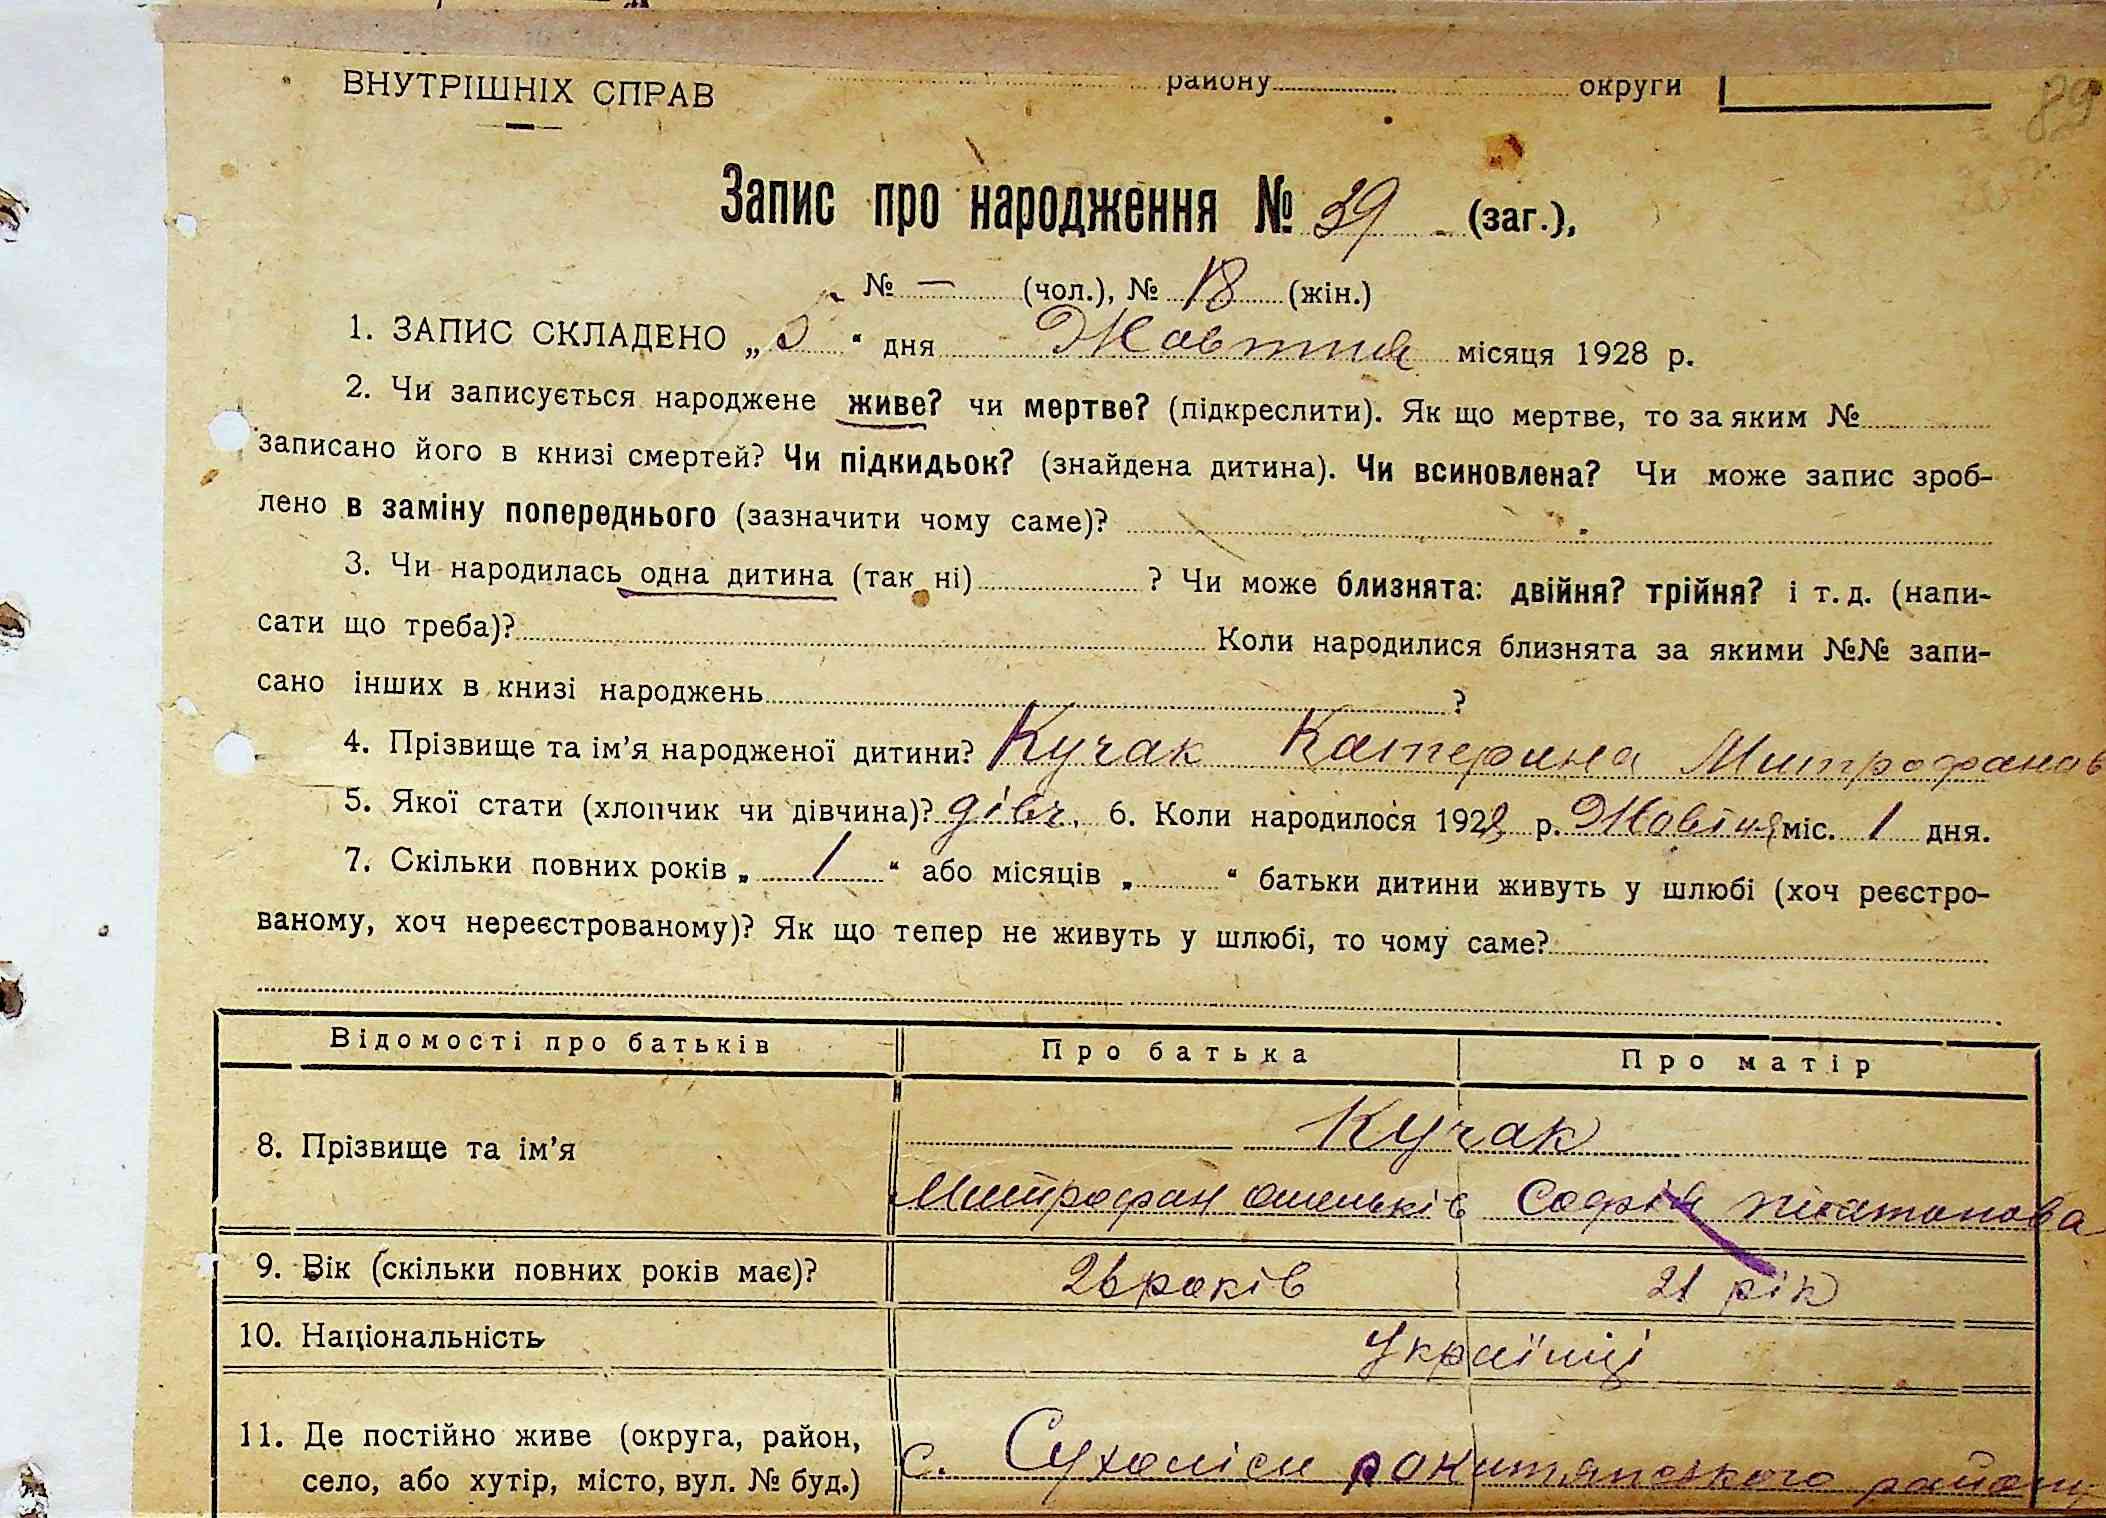 ВНУТРІШНІХ СПРАВ району округи
89
Запис про народження № 39 (заг.),
№ — (чол.), № 18 (жін.)
1. ЗАПИС СКЛАДЕНО „5“ дня Жовтня місяця 1928 р.
2. Чи записується народжене живе? чи мертве? (підкреслити). Як що мертве, то за яким №
записано його в книзі смертей? Чи підкидьок? (знайдена дитина). Чи всиновлена? Чи може запис зроб-
лено в заміну попереднього (зазначити чому саме)?
3. Чи народилась одна дитина (так ні) ? Чи може близнята: двійня? трійня? і т. д. (напи-
сати що треба)? Коли народилися близнята за якими №№ запи-
сано інших в книзі народжень ?
4. Прізвище та ім’я народженої дитини? Кучак Катерина Митрофанов
5. Якої стати (хлопчик чи дівчина)? дівч. 6. Коли народилося 1928 р. Жовтня міс. 1 дня.
7. Скільки повних років „ 1 “ або місяців „ “ батьки дитини живуть у шлюбі (хоч реєстро-
ваному, хоч нереєстрованому)? Як що тепер не живуть у шлюбі, то чому саме?
Відомості про батьків Про батька Про матір
Кучак
8. Прізвище та ім’я
Митрофан Софія
9. Вік (скільки повних років має)? 26 років 21 рік
10. Національність Українці
11. Де постійно живе (округа, район,
село, або хутір, місто, вул. № буд.) с. Сухоліси рокитянського району